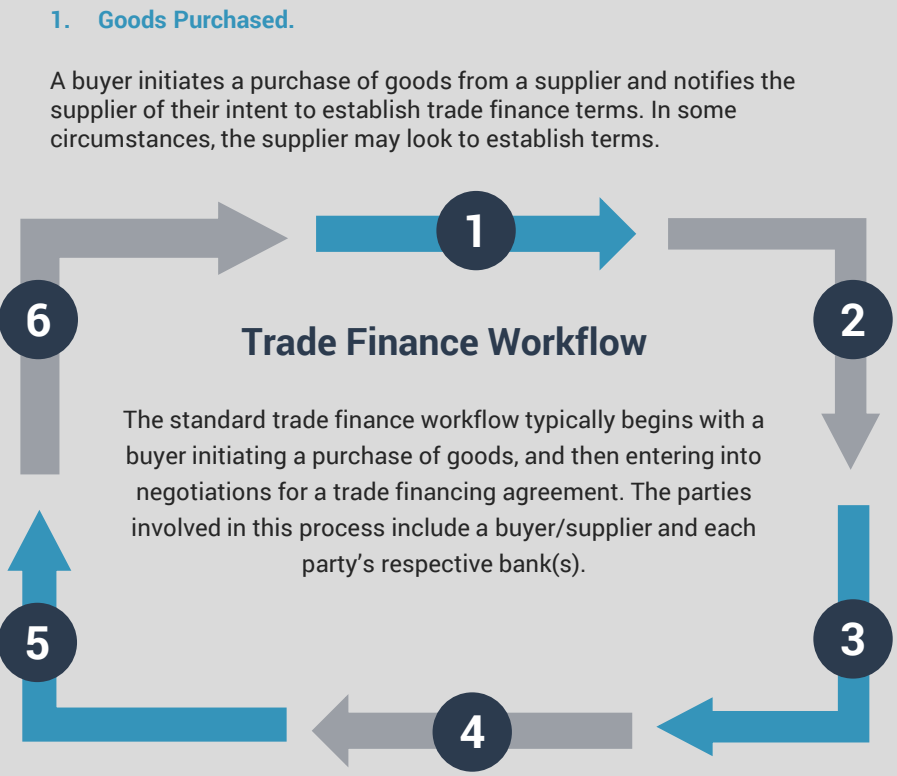 1. Goods Purchased.
A buyer initiates a purchase of goods from a supplier and notifies the
supplier of their intent to establish trade finance terms. In some
circumstances, the supplier may look to establish terms.
1
6
2
Trade Finance Workflow
The standard trade finance workflow typically begins with a
buyer initiating a purchase of goods, and then entering into
negotiations for a trade financing agreement. The parties
involved in this process include a buyer/supplier and each
party’s respective bank(s).
5
3
4